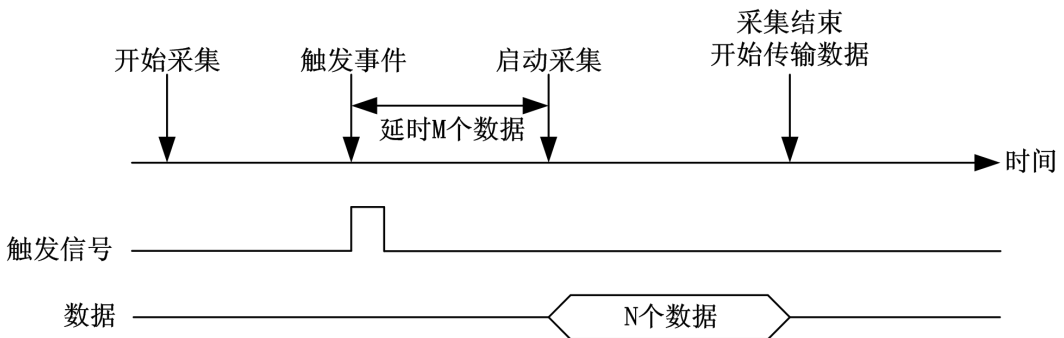 采集结束
开始采集
触发事件
启动采集
开始传输数据
延时M个数据
时间
触发信号
数据
N个数据